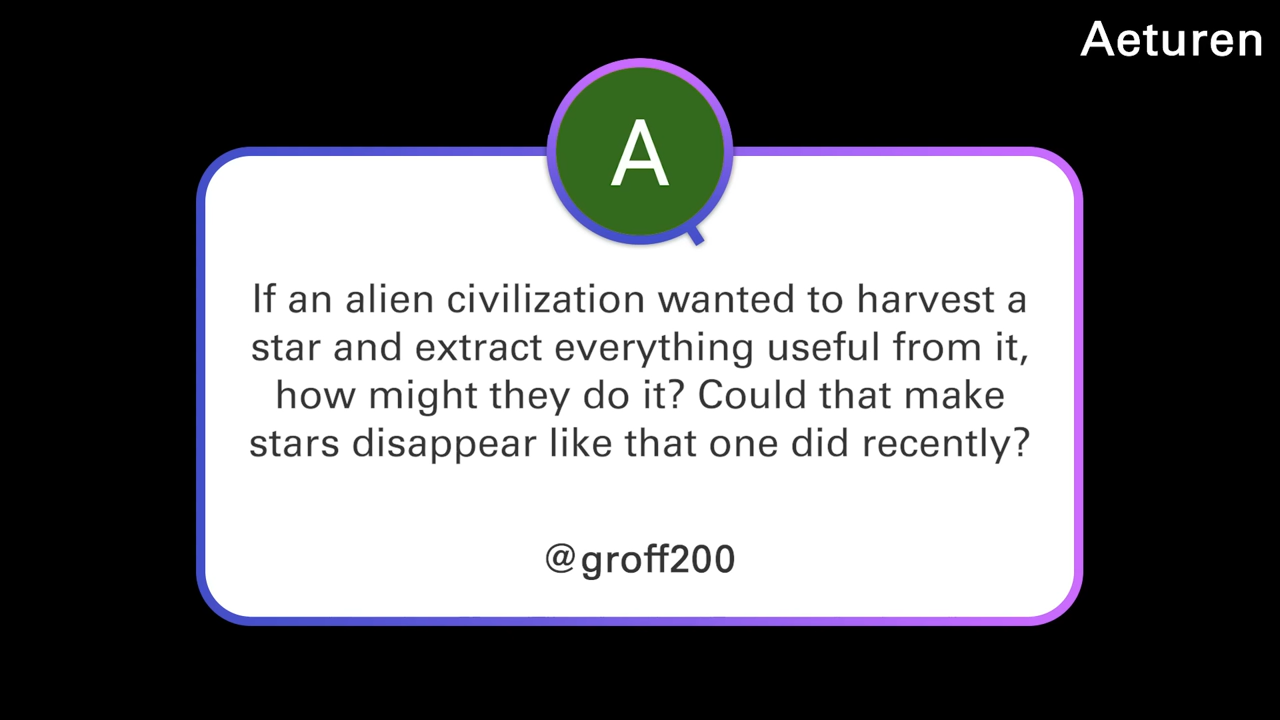 Aeturen
A
If an alien civilization wanted to harvest a
star and extract everything useful from it,
how might they do it? Could that make
stars disappear like that one did recently?
@groff200